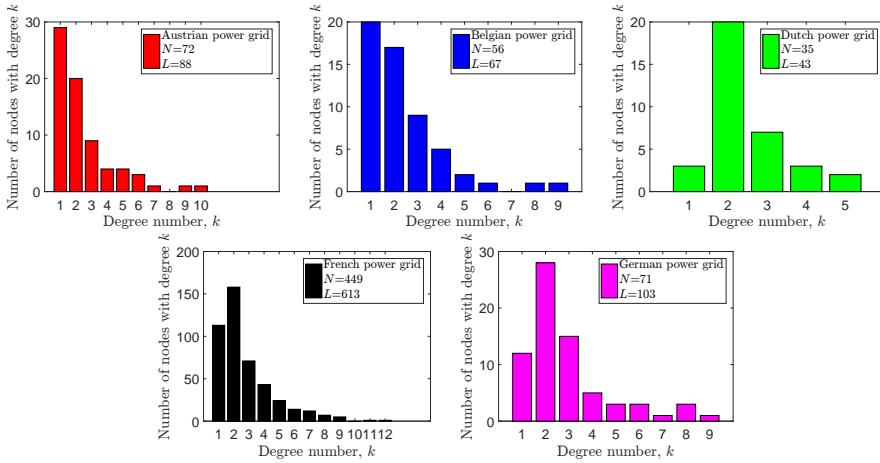 Number of nodes with degree k
30
20
10
0
Austrian power grid
N=72
L=88
1 2 3 4 5 6 7 8 9 10
Degree number, k
Number of nodes with degree k
20
15
10
5
0
Belgian power grid
N=56
L=67
1 2 3 4 5 6 7 8 9
Degree number, k
Number of nodes with degree k
20
15
10
5
0
Dutch power grid
N=35
L=43
1 2 3 4 5
Degree number, k
Number of nodes with degree k
200
150
100
50
0
French power grid
N=449
L=613
1 2 3 4 5 6 7 8 9 10 11 12
Degree number, k
Number of nodes with degree k
30
20
10
0
German power grid
N=71
L=103
1 2 3 4 5 6 7 8 9
Degree number, k